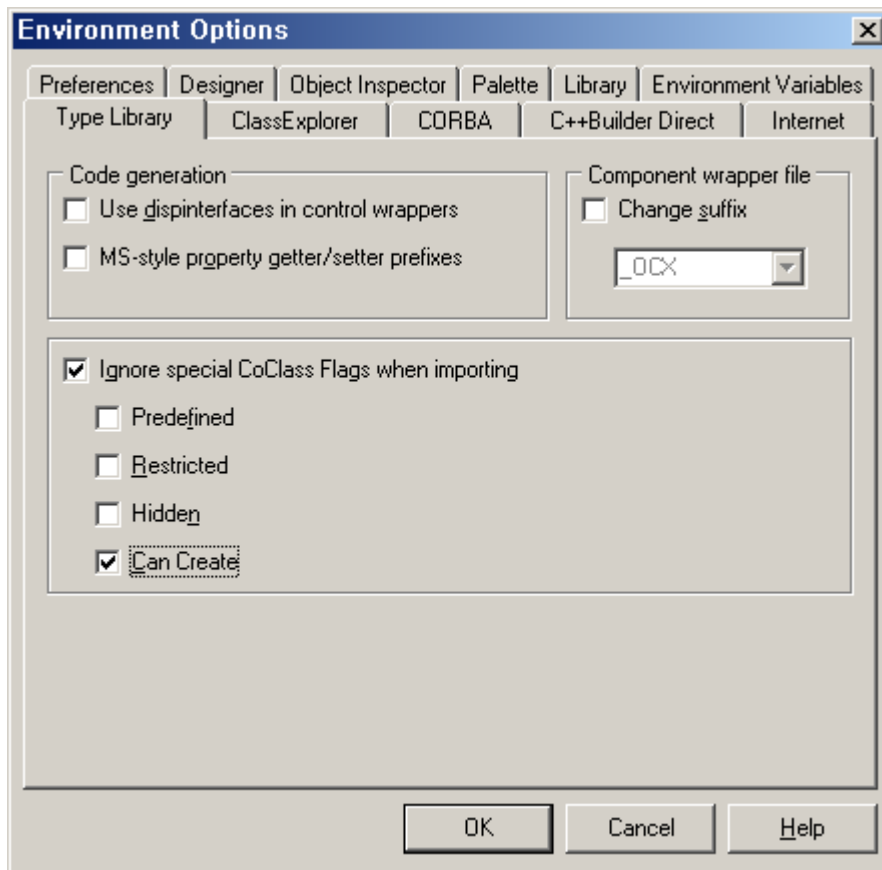 Environment Options
Preferences Designer Object Inspector Palette Library Environment Variables
Type Library ClassExplorer CORBA C++Builder Direct Internet
Code generation
Use dispinterfaces in control wrappers
MS-style property getter/setter prefixes
Component wrapper file
Change suffix
_OCX
Ignore special CoClass Flags when importing
Predefined
Restricted
Hidden
Can Create
OK Cancel Help